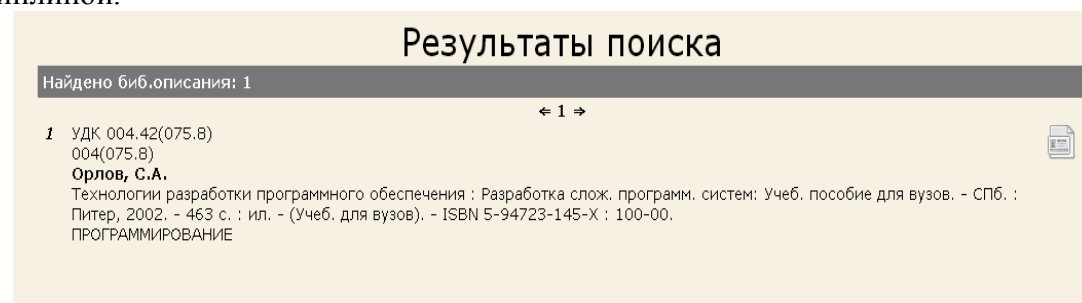 Результаты поиска
Найдено биб.описания: 1
⇐ 1 ⇒
1 УДК 004.42(075.8)
004(075.8)
Орлов, С.А.
Технологии разработки программного обеспечения : Разработка слож. программ. систем: Учеб. пособие для вузов. - СПб. :
Питер, 2002. - 463 с. : ил. - (Учеб. для вузов). - ISBN 5-94723-145-X : 100-00.
ПРОГРАММИРОВАНИЕ